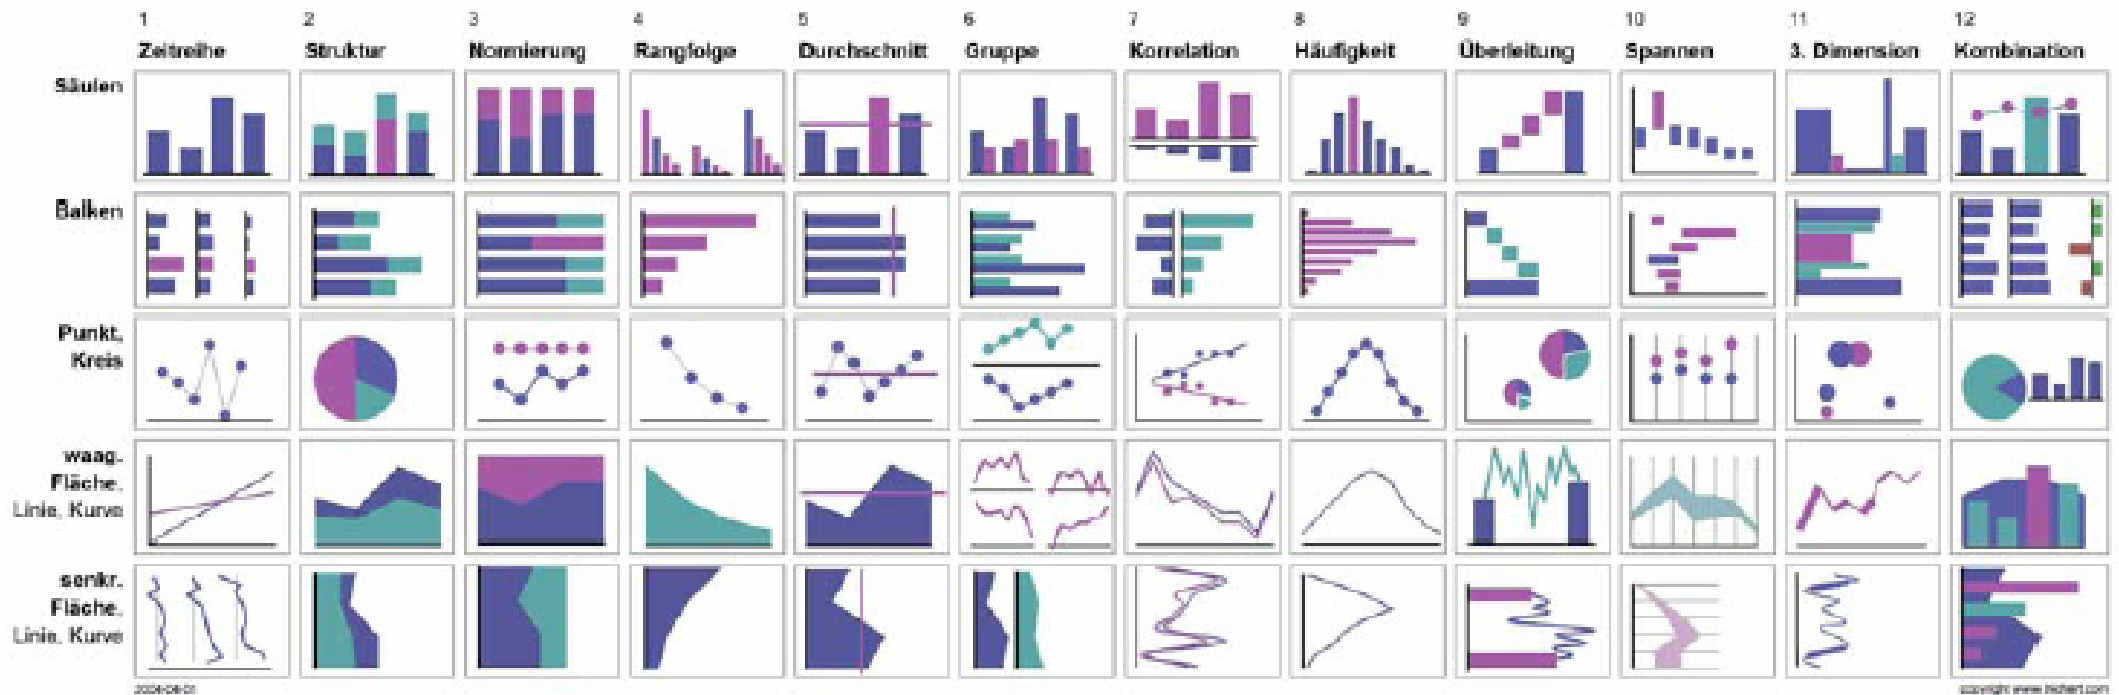 1 2 3 4 5 6 7 8 9 10 11 12
Zeitreihe Struktur Normierung Rangfolge Durchschnitt Gruppe Korrelation Häufigkeit Überleitung Spannen 3. Dimension Kombination
Säulen
Balken
Punkt,
Kreis
waag.
Fläche,
Linie, Kurve
senkr.
Fläche,
Linie, Kurve
copyright